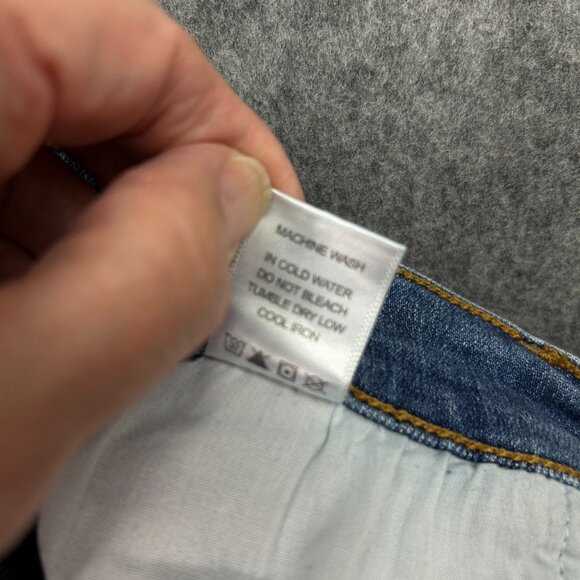 MACHINE WASH
IN COLD WATER
DO NOT BLEACH
TUMBLE DRY LOW
COOL IRON